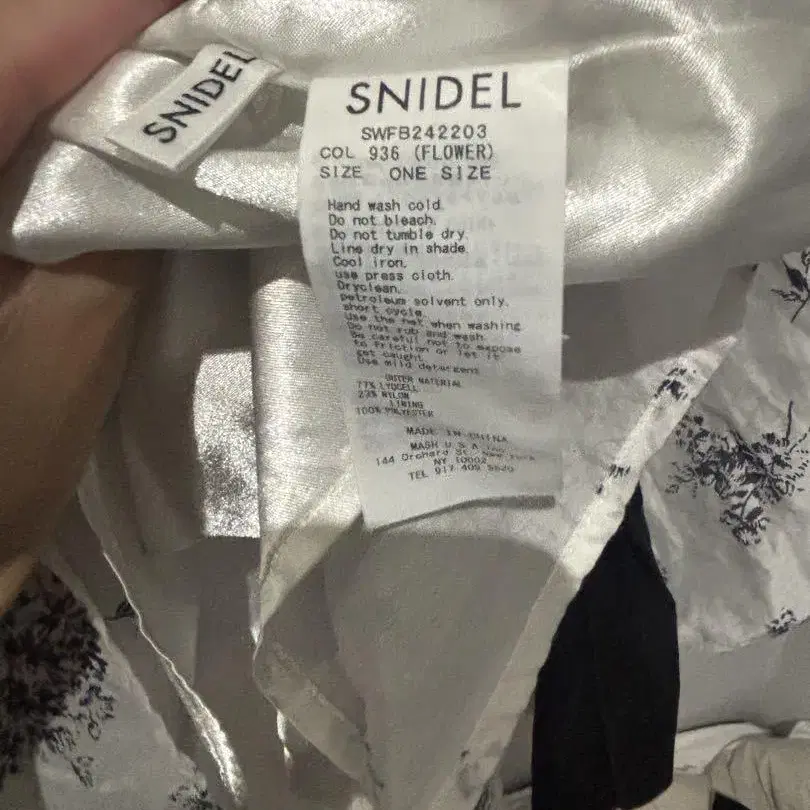 SNIDEL
SNIDEL
SWFB242203
COL 936 (FLOWER)
SIZE ONE SIZE
Hand wash cold.
Do not bleach.
Do not tumble dry.
Line dry in shade.
Cool iron.
use press cloth.
Dryclean.
petroleum solvent only.
short cycle.
Use the net when washing
Do not rub and wash.
Be careful not to expose
to friction or let it
get caught.
Use mild detergent
OUTER MATERIAL
77% LYOCELL
23% NYLON
LINING
100% POLYESTER
MADE IN CHINA
MASH U S A
144 Orchard St. New York
NY 10002
TEL 917 409